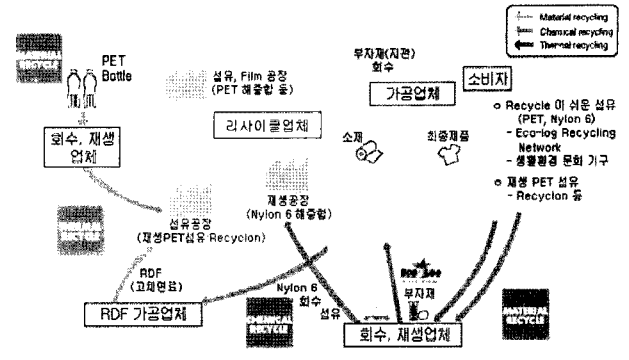 Material recycling
Chemical recycling
Thermal recycling
PET
Bottle
섬유, Film 공장
(PET 해중합 등)
부자재(지관)
회수
소비자
가공업체
리사이클업체
회수, 재생
업체
소재
최종제품
Recycle 이 쉬운 섬유
(PET, Nylon 6)
- Eco-log Recycling
Network
- 생활환경 문화 기구
재생 PET 섬유
- Recyclon 등
섬유공장
(재생PET섬유 Recyclon)
재생공장
(Nylon 6 해중합)
RDF
(고체연료)
RDF 가공업체
Nylon 6
회수
섬유
부자재
회수, 재생업체
CHEMICAL
RECYCLE
MATERIAL
RECYCLE